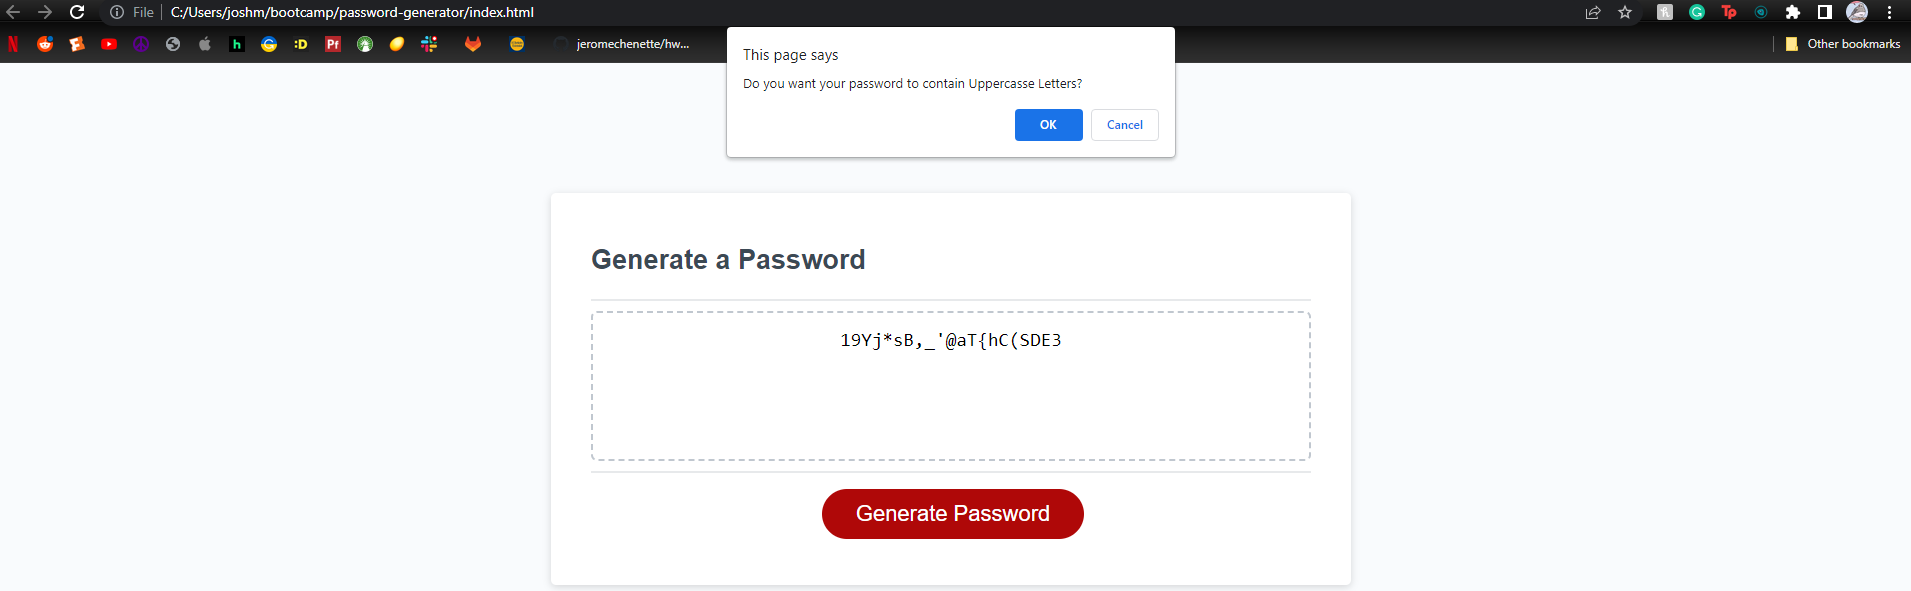 File C:/Users/joshm/bootcamp/password-generator/index.html
N h :D Pf jeromechenette/hw... Other bookmarks
This page says
Do you want your password to contain Uppercasse Letters?
OK Cancel
Generate a Password
19Yj*sB,_'@aT{hC(SDE3
Generate Password